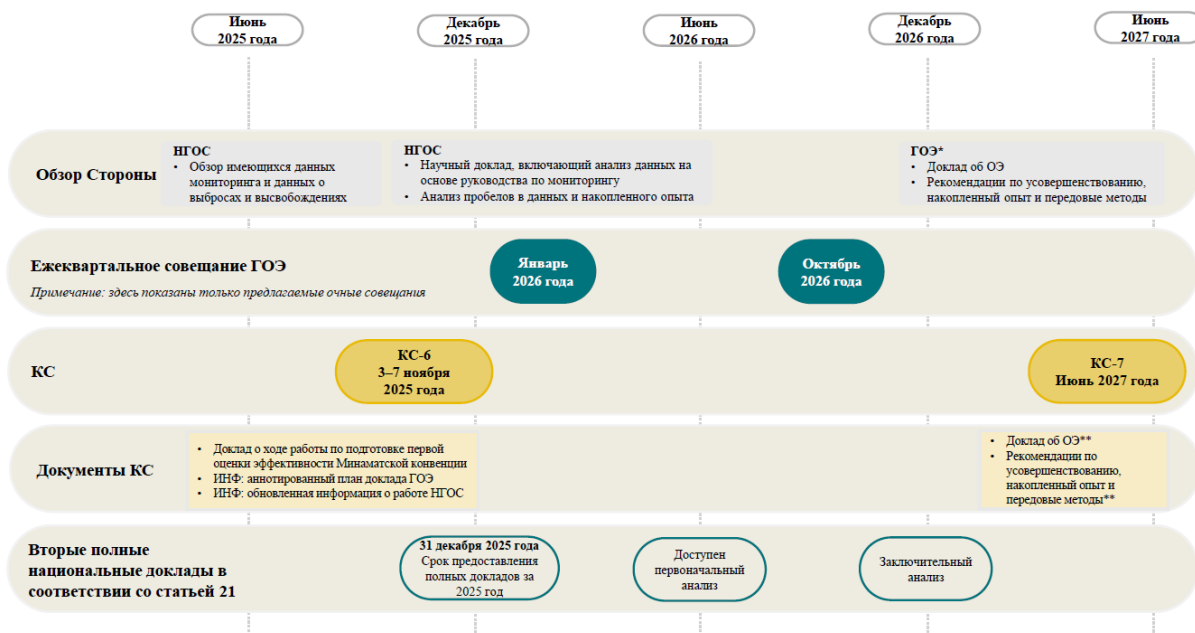 Июнь
2025 года
Декабрь
2025 года
Июнь
2026 года
Декабрь
2026 года
Июнь
2027 года
Обзор Стороны
НГОС
• Обзор имеющихся данных
мониторинга и данных о
выбросах и высвобождениях
НГОС
• Научный доклад, включающий анализ данных на
основе руководства по мониторингу
• Анализ пробелов в данных и накопленного опыта
ГОЭ*
• Доклад об ОЭ
• Рекомендации по усовершенствованию,
накопленный опыт и передовые методы
Ежеквартальное совещание ГОЭ
Примечание: здесь показаны только предлагаемые очные совещания
Январь
2026 года
Октябрь
2026 года
КС
КС-6
3–7 ноября
2025 года
КС-7
Июнь 2027 года
Документы КС
• Доклад о ходе работы по подготовке первой
оценки эффективности Минаматской конвенции
• ИНФ: аннотированный план доклада ГОЭ
• ИНФ: обновленная информация о работе НГОС
• Доклад об ОЭ**
• Рекомендации по
усовершенствованию,
накопленный опыт и
передовые методы**
Вторые полные
национальные доклады в
соответствии со статьей 21
31 декабря 2025 года
Срок предоставления
полных докладов за
2025 год
Доступен
первоначальный
анализ
Заключительный
анализ